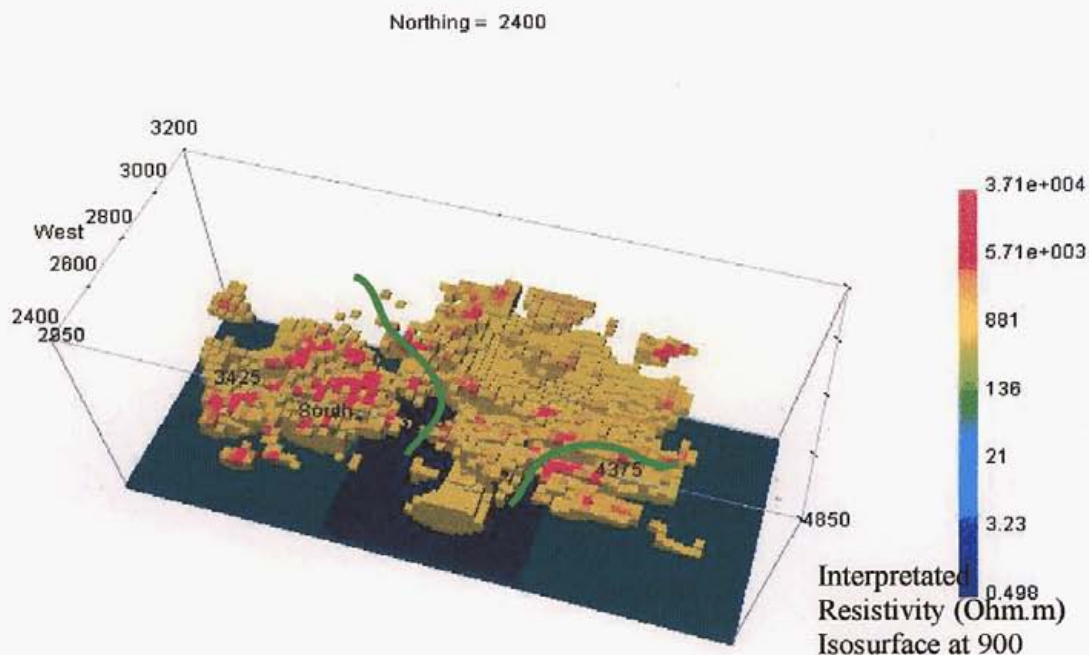 Northing = 2400
3200
3000
2800
West
2600
2400
2950
3425
South
4375
4850
3.71e+004
5.71e+003
881
136
21
3.23
0.498
Interpretated
Resistivity (Ohm.m)
Isosurface at 900